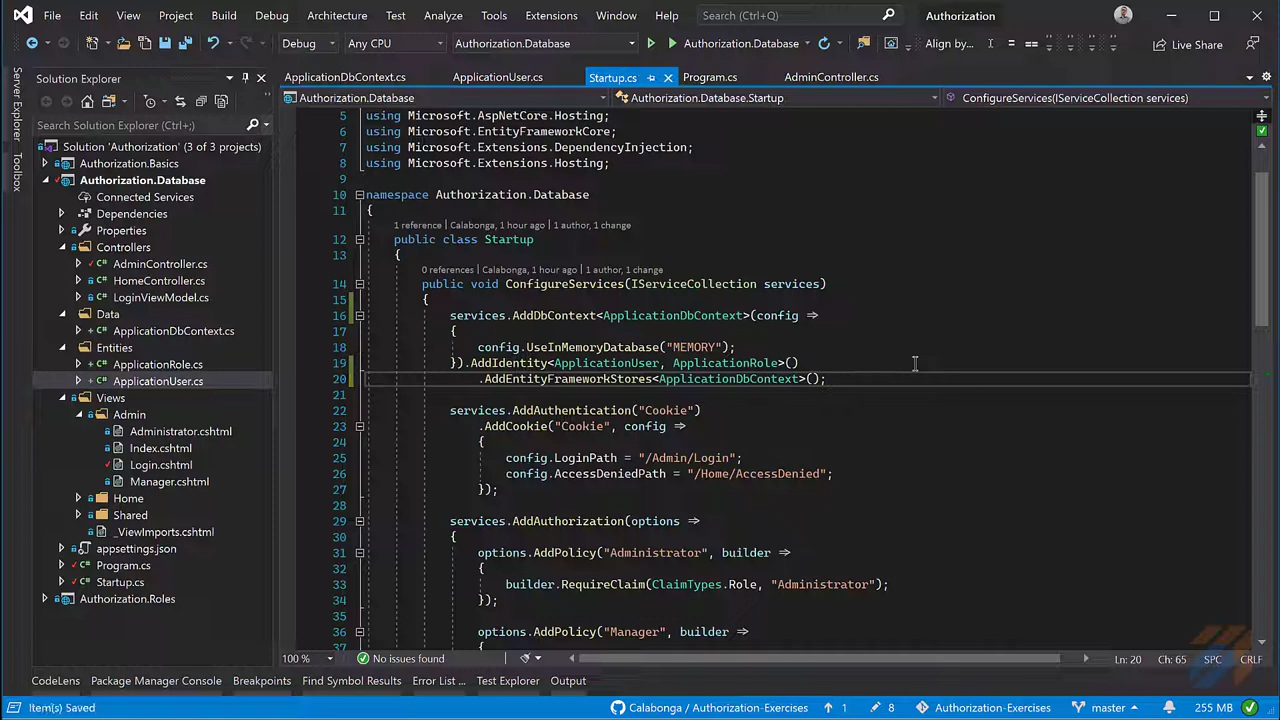 File Edit View Project Build Debug Architecture Test Analyze Tools Extensions Window Help Search (Ctrl+Q) Authorization
Debug Any CPU Authorization.Database Authorization.Database Align by... Live Share
Server Explorer
Toolbox
Solution Explorer
Search Solution Explorer (Ctrl+;)
Solution 'Authorization' (3 of 3 projects)
Authorization.Basics
Authorization.Database
Connected Services
Dependencies
Properties
Controllers
C# AdminController.cs
C# HomeController.cs
C# LoginViewModel.cs
Data
C# ApplicationDbContext.cs
Entities
C# ApplicationRole.cs
C# ApplicationUser.cs
Views
Admin
Administrator.cshtml
Index.cshtml
Login.cshtml
Manager.cshtml
Home
Shared
_ViewImports.cshtml
appsettings.json
C# Program.cs
C# Startup.cs
Authorization.Roles
ApplicationDbContext.cs ApplicationUser.cs Startup.cs Program.cs AdminController.cs
Authorization.Database Authorization.Database.Startup ConfigureServices(IServiceCollection services)
5 using Microsoft.AspNetCore.Hosting;
6 using Microsoft.EntityFrameworkCore;
7 using Microsoft.Extensions.DependencyInjection;
8 using Microsoft.Extensions.Hosting;
9
10 namespace Authorization.Database
11 {
1 reference | Calabonga, 1 hour ago | 1 author, 1 change
12 public class Startup
13 {
0 references | Calabonga, 1 hour ago | 1 author, 1 change
14 public void ConfigureServices(IServiceCollection services)
15 {
16 services.AddDbContext<ApplicationDbContext>(config =>
17 {
18 config.UseInMemoryDatabase("MEMORY");
19 }).AddIdentity<ApplicationUser, ApplicationRole>()
20 .AddEntityFrameworkStores<ApplicationDbContext>();
21
22 services.AddAuthentication("Cookie")
23 .AddCookie("Cookie", config =>
24 {
25 config.LoginPath = "/Admin/Login";
26 config.AccessDeniedPath = "/Home/AccessDenied";
27 });
28
29 services.AddAuthorization(options =>
30 {
31 options.AddPolicy("Administrator", builder =>
32 {
33 builder.RequireClaim(ClaimTypes.Role, "Administrator");
34 });
35
36 options.AddPolicy("Manager", builder =>
37 {
100 % No issues found Ln: 20 Ch: 65 SPC CRLF
CodeLens Package Manager Console Breakpoints Find Symbol Results Error List ... Test Explorer Output
Item(s) Saved Calabonga / Authorization-Exercises 1 8 Authorization-Exercises master 255 MB